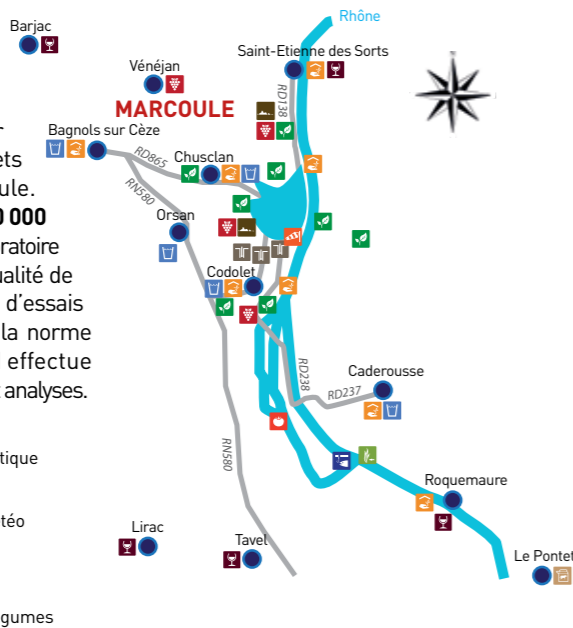 Rhône
Barjac
Saint-Etienne des Sorts
Vénéjan
MARCOULE
RD138
Bagnols sur Cèze
RD865
Chusclan
RN580
Orsan
Codolet
RD238
RD237
Caderousse
RN580
Roquemaure
Lirac
Tavel
Le Pontet
ets
ule.
0 000
ratoire
ualité de
d'essais
la norme
effectue
analyses.
tique
téo
gumes